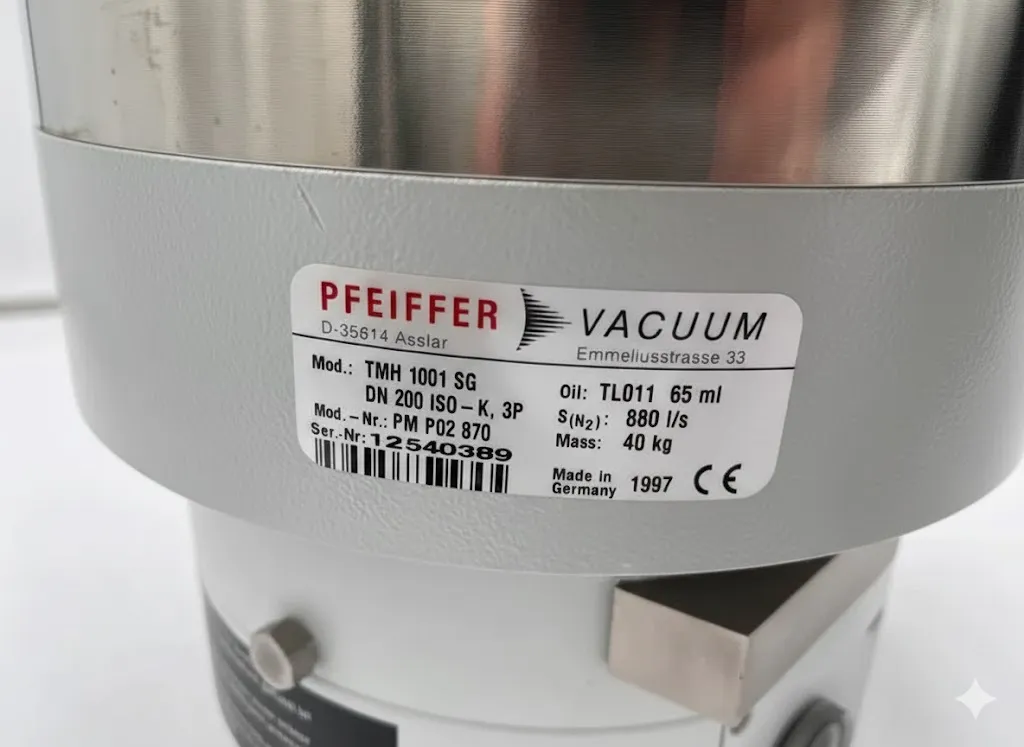 PFEIFFER VACUUM
D-35614 Asslar
Emmeliusstrasse 33
Mod.: TMH 1001 SG
DN 200 ISO-K, 3P
Mod.-Nr.: PM P02 870
Ser.-Nr: 12540389
Oil: TL011 65 ml
S(N₂): 880 l/s
Mass: 40 kg
Made in
Germany 1997 CE